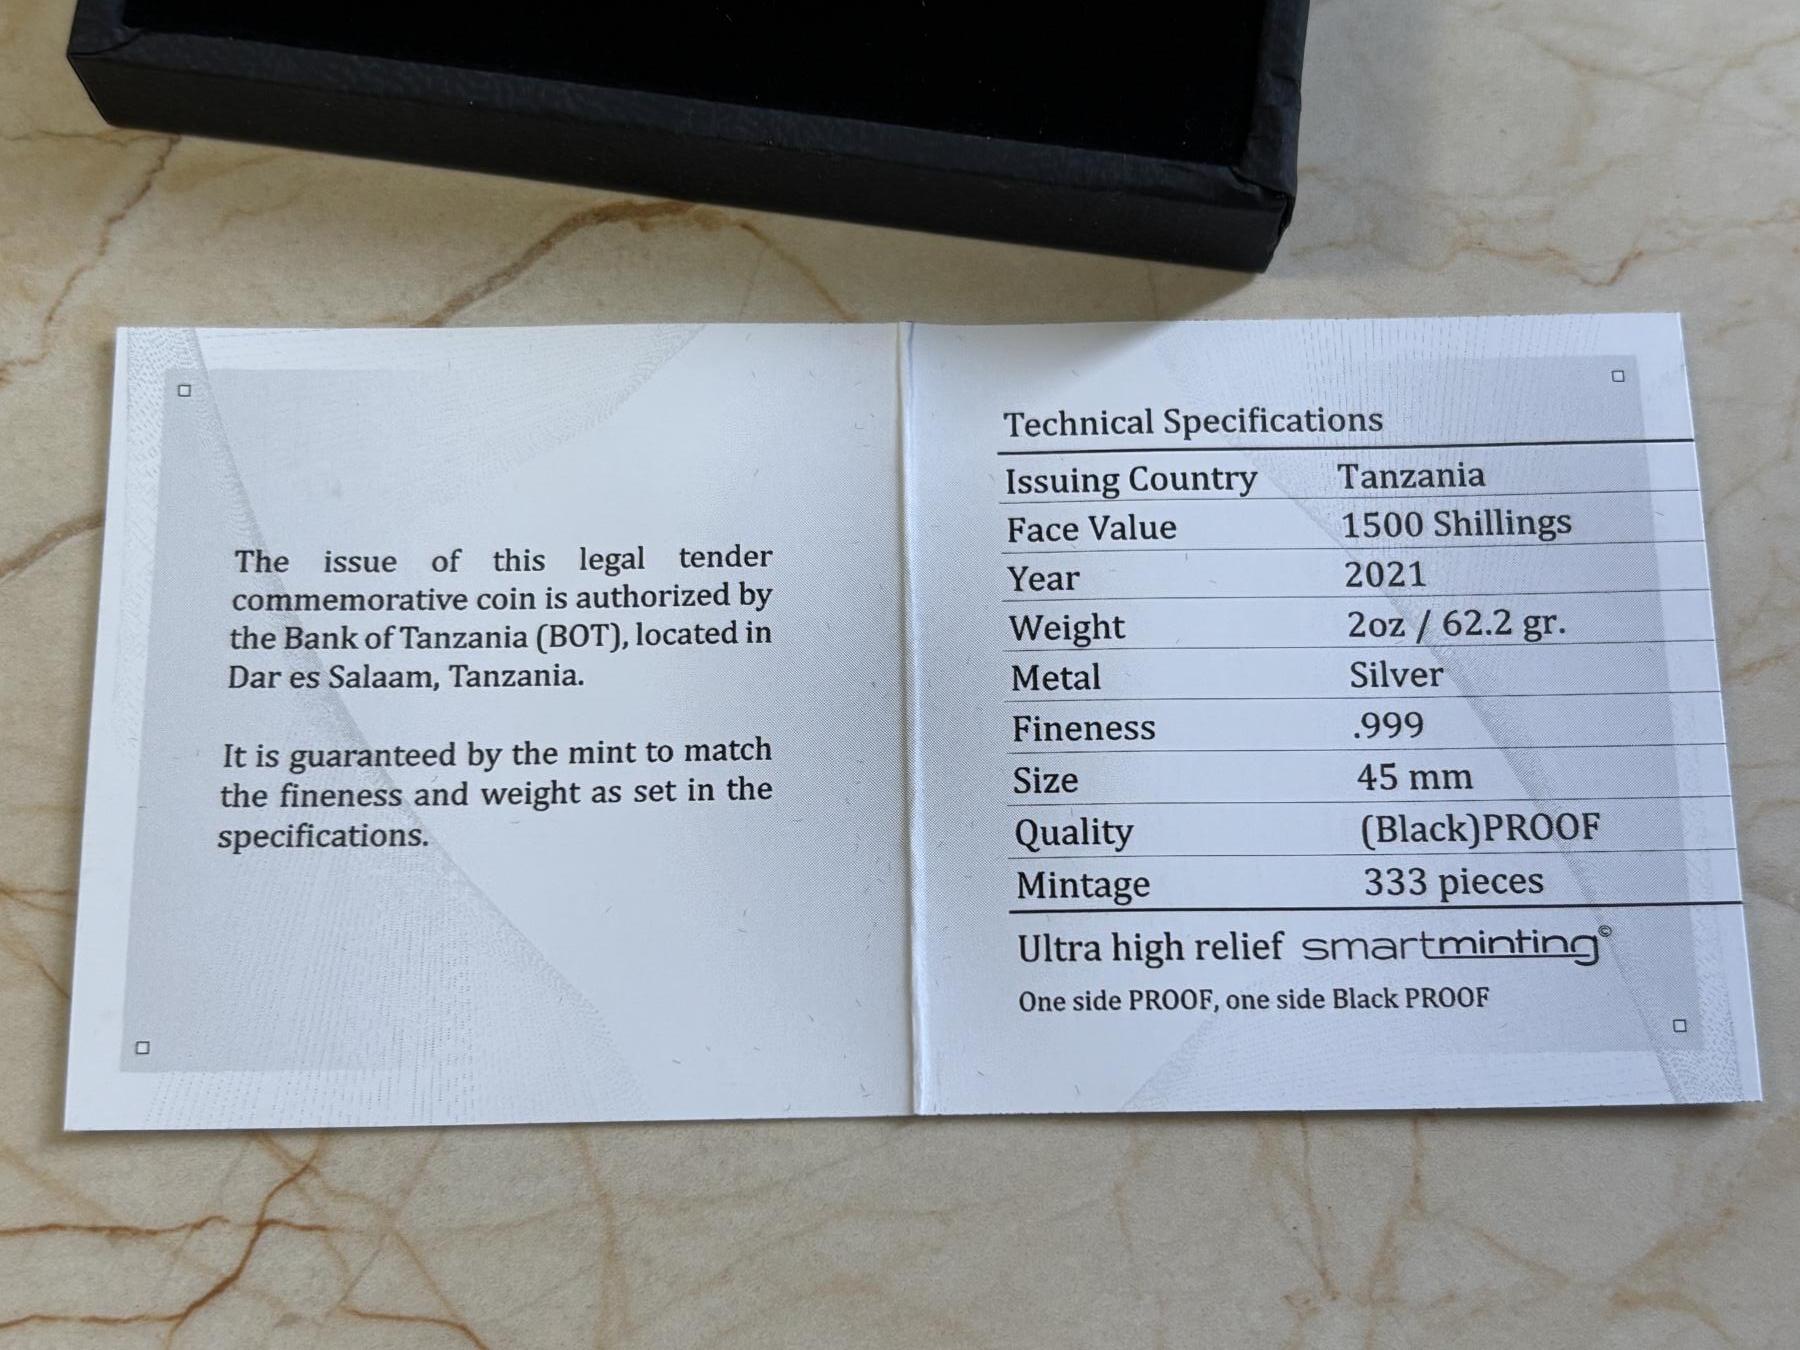 The issue of this legal tender
commemorative coin is authorized by
the Bank of Tanzania (BOT), located in
Dar es Salaam, Tanzania.
It is guaranteed by the mint to match
the fineness and weight as set in the
specifications.
Technical Specifications
Issuing Country Tanzania
Face Value 1500 Shillings
Year 2021
Weight 2oz / 62.2 gr.
Metal Silver
Fineness .999
Size 45 mm
Quality (Black)PROOF
Mintage 333 pieces
Ultra high relief smartminting©
One side PROOF, one side Black PROOF